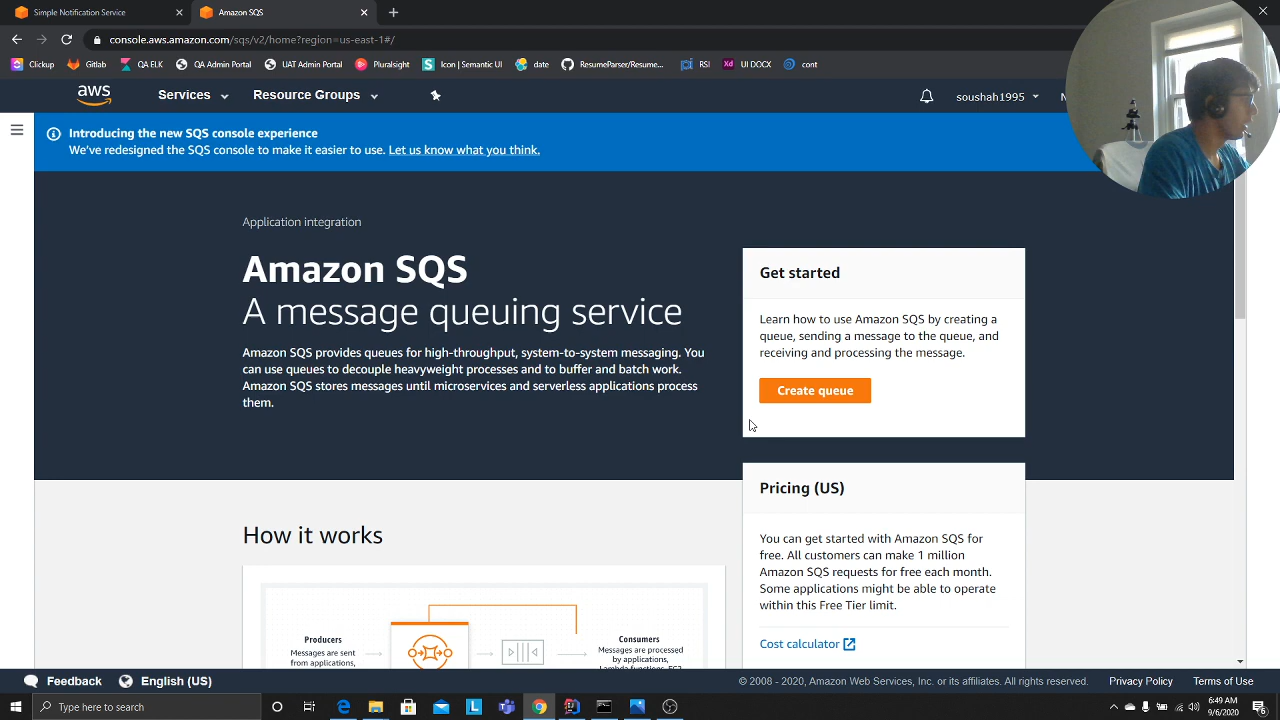 Simple Notification Service
Amazon SQS
console.aws.amazon.com/sqs/v2/home?region=us-east-1#/
Clickup
Gitlab
QA ELK
QA Admin Portal
UAT Admin Portal
Pluralsight
Icon | Semantic UI
date
ResumeParser/Resume...
RSI
UI DOCX
cont
aws
Services
Resource Groups
soushah1995
Introducing the new SQS console experience
We've redesigned the SQS console to make it easier to use. Let us know what you think.
Application integration
Amazon SQS
A message queuing service
Amazon SQS provides queues for high-throughput, system-to-system messaging. You
can use queues to decouple heavyweight processes and to buffer and batch work.
Amazon SQS stores messages until microservices and serverless applications process
them.
Get started
Learn how to use Amazon SQS by creating a
queue, sending a message to the queue, and
receiving and processing the message.
Create queue
Pricing (US)
You can get started with Amazon SQS for
free. All customers can make 1 million
Amazon SQS requests for free each month.
Some applications might be able to operate
within this Free Tier limit.
Cost calculator
How it works
Producers
Messages are sent
from applications,
Consumers
Messages are processed
by applications,
Feedback
English (US)
© 2008 - 2020, Amazon Web Services, Inc. or its affiliates. All rights reserved.
Privacy Policy
Terms of Use
Type here to search
6:49 AM
9/6/2020